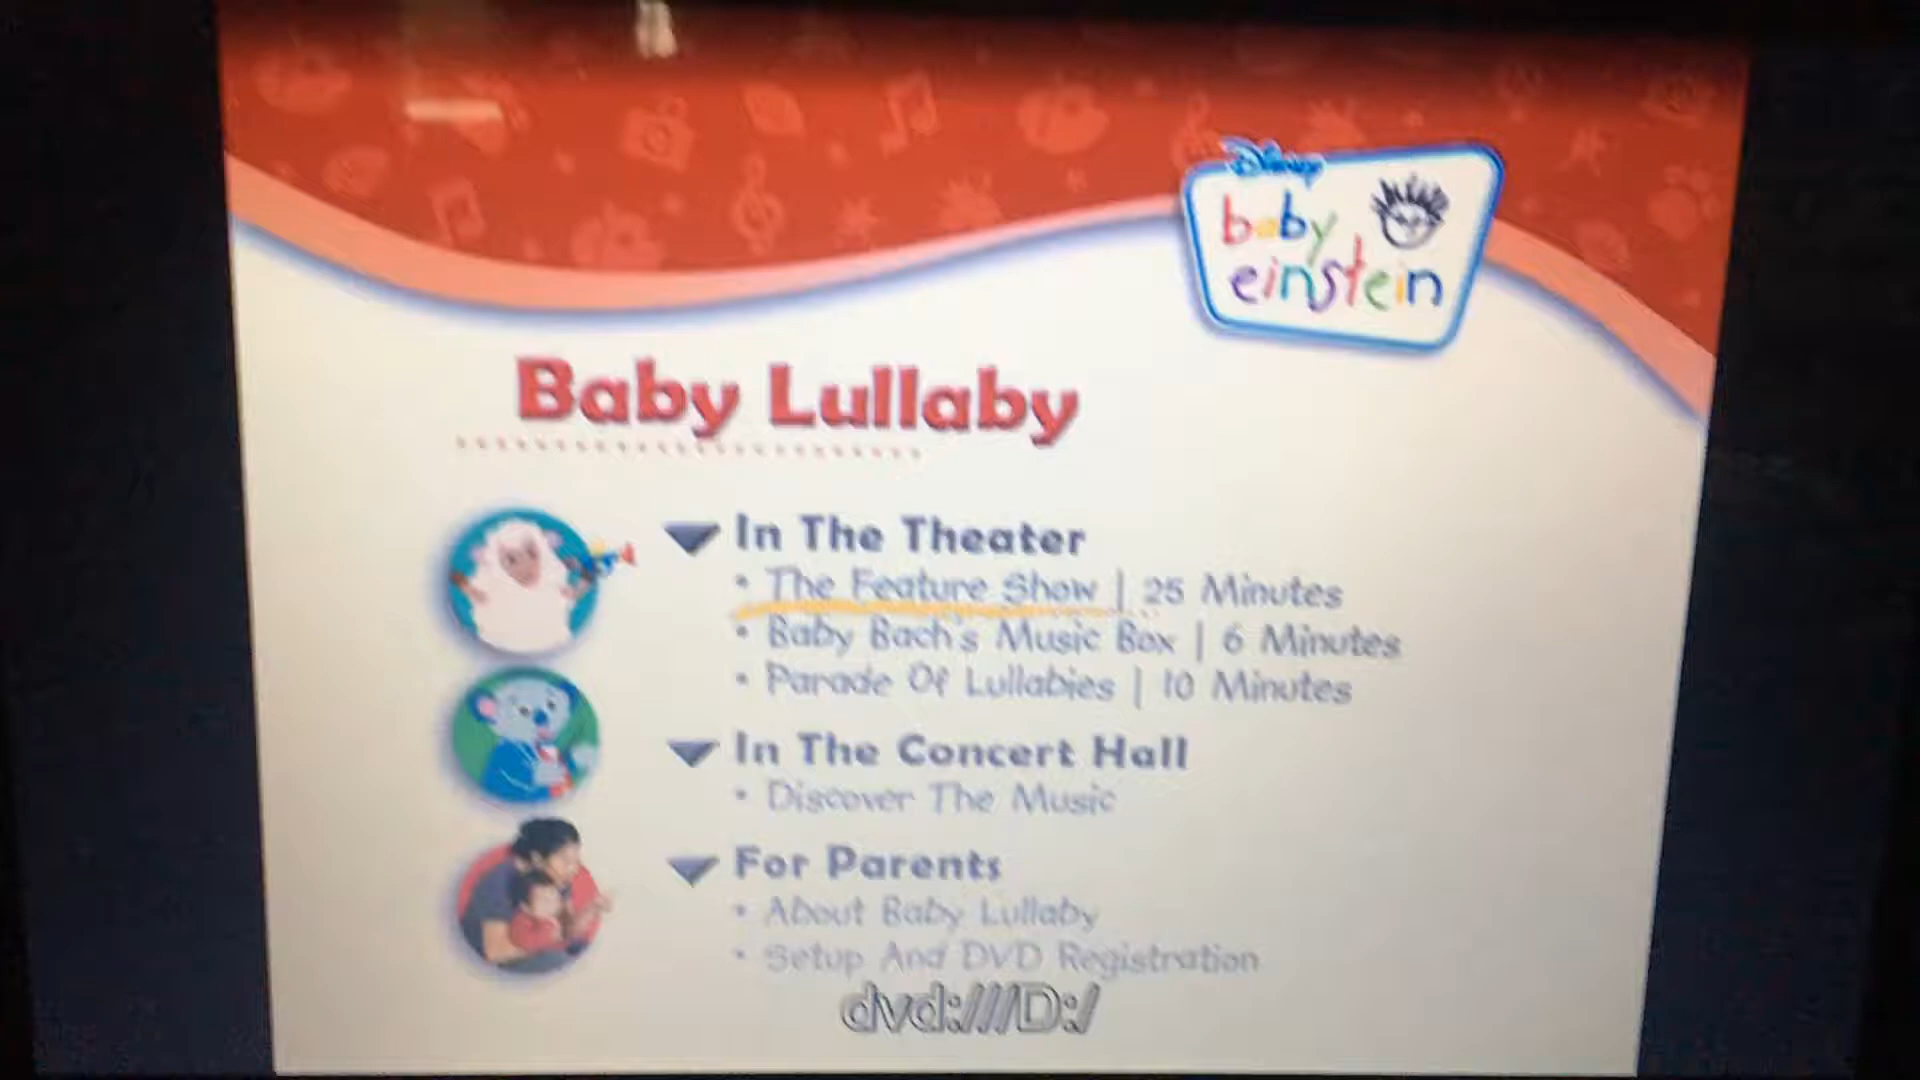 Disney
baby
einstein
Baby Lullaby
In The Theater
• The Feature Show | 25 Minutes
• Baby Bach's Music Box | 6 Minutes
• Parade Of Lullabies | 10 Minutes
In The Concert Hall
• Discover The Music
For Parents
• About Baby Lullaby
• Setup And DVD Registration
dvd:///D:/